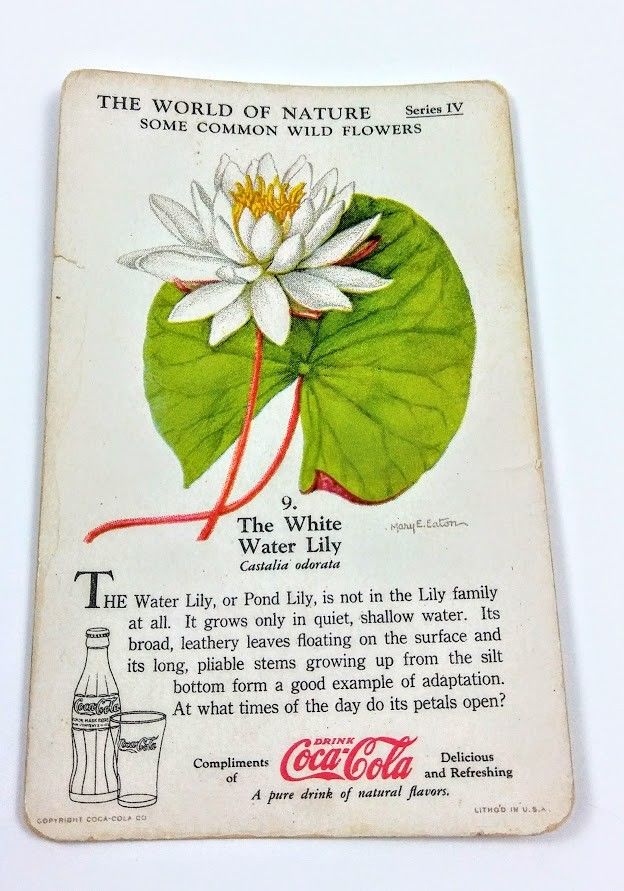 THE WORLD OF NATURE Series IV
SOME COMMON WILD FLOWERS
9.
The White
Water Lily
Castalia odorata
Mary E. Eaton
THE Water Lily, or Pond Lily, is not in the Lily family
at all. It grows only in quiet, shallow water. Its
broad, leathery leaves floating on the surface and
its long, pliable stems growing up from the silt
bottom form a good example of adaptation.
At what times of the day do its petals open?
Coca-Cola
Coca-Cola
Compliments
of
DRINK
Coca-Cola
Delicious
and Refreshing
A pure drink of natural flavors.
COPYRIGHT COCA-COLA CO
LITHO'D IN U.S.A.